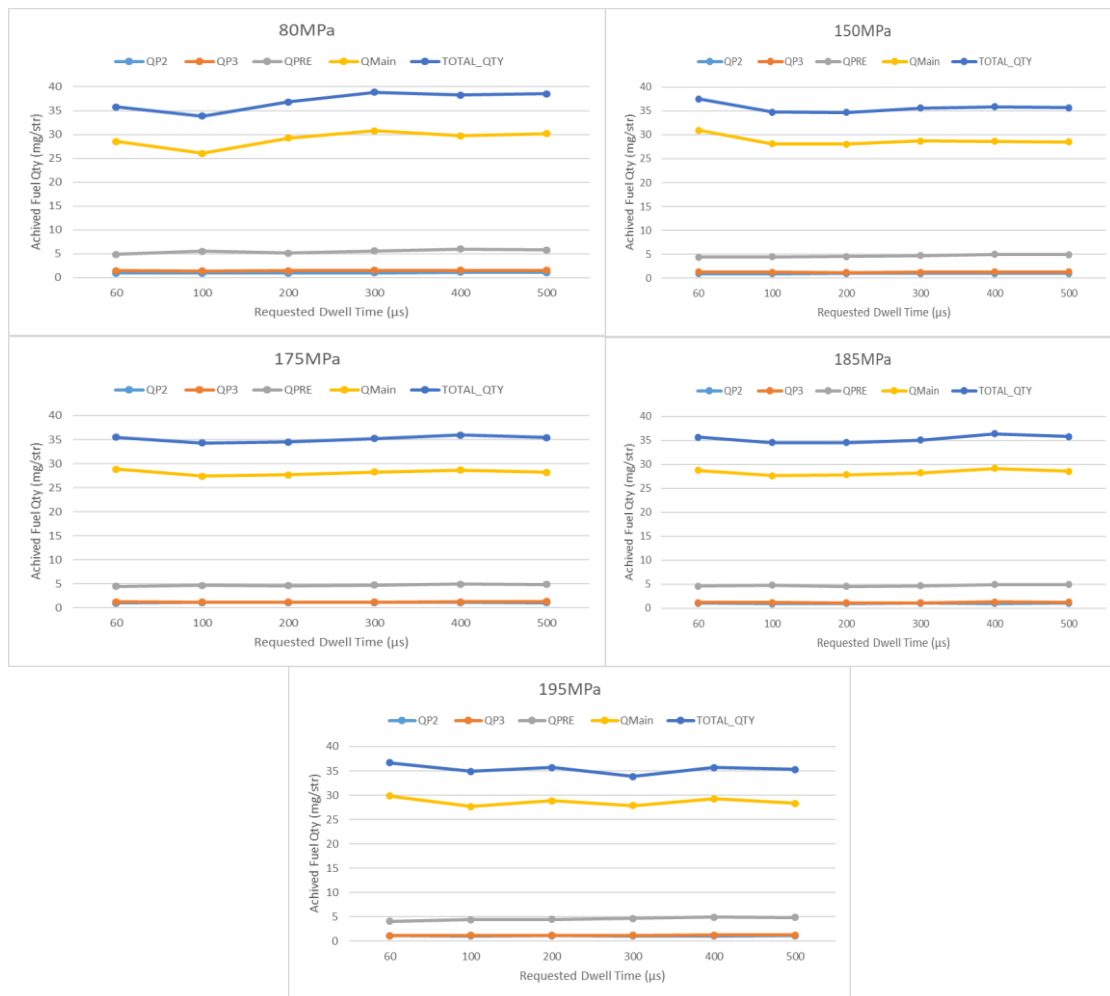 80MPa
QP2 QP3 QPRE QMain TOTAL_QTY
40
35
30
25
20
15
10
5
0
Achived Fuel Qty (mg/str)
60 100 200 300 400 500
Requested Dwell Time (µs)
150MPa
QP2 QP3 QPRE QMain TOTAL_QTY
40
35
30
25
20
15
10
5
0
Achived Fuel Qty (mg/str)
60 100 200 300 400 500
Requested Dwell Time (µs)
175MPa
QP2 QP3 QPRE QMain TOTAL_QTY
40
35
30
25
20
15
10
5
0
Achived Fuel Qty (mg/str)
60 100 200 300 400 500
Requested Dwell Time (µs)
185MPa
QP2 QP3 QPRE QMain TOTAL_QTY
40
35
30
25
20
15
10
5
0
Achived Fuel Qty (mg/str)
60 100 200 300 400 500
Requested Dwell Time (µs)
195MPa
QP2 QP3 QPRE QMain TOTAL_QTY
40
35
30
25
20
15
10
5
0
Achived Fuel Qty (mg/str)
60 100 200 300 400 500
Requested Dwell Time (µs)